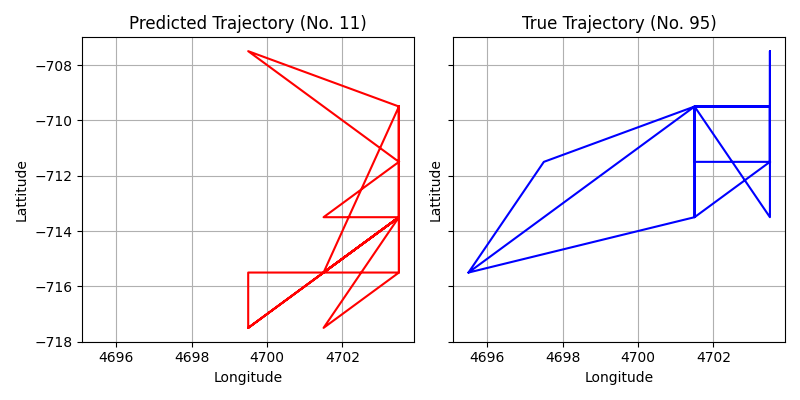 Predicted Trajectory (No. 11)
True Trajectory (No. 95)
−708
−710
−712
−714
−716
−718
Lattitude
Lattitude
4696 4698 4700 4702
4696 4698 4700 4702
Longitude
Longitude